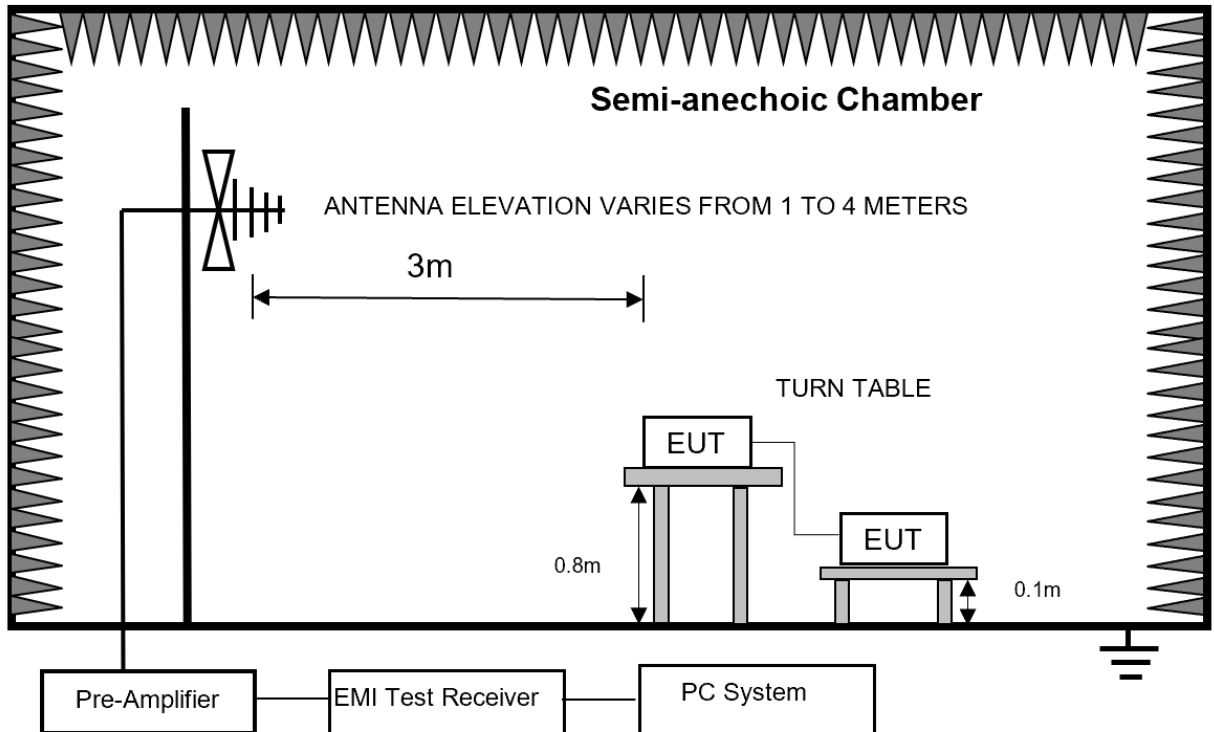 Semi-anechoic Chamber
ANTENNA ELEVATION VARIES FROM 1 TO 4 METERS
3m
TURN TABLE
EUT
EUT
0.8m
0.1m
Pre-Amplifier
EMI Test Receiver
PC System